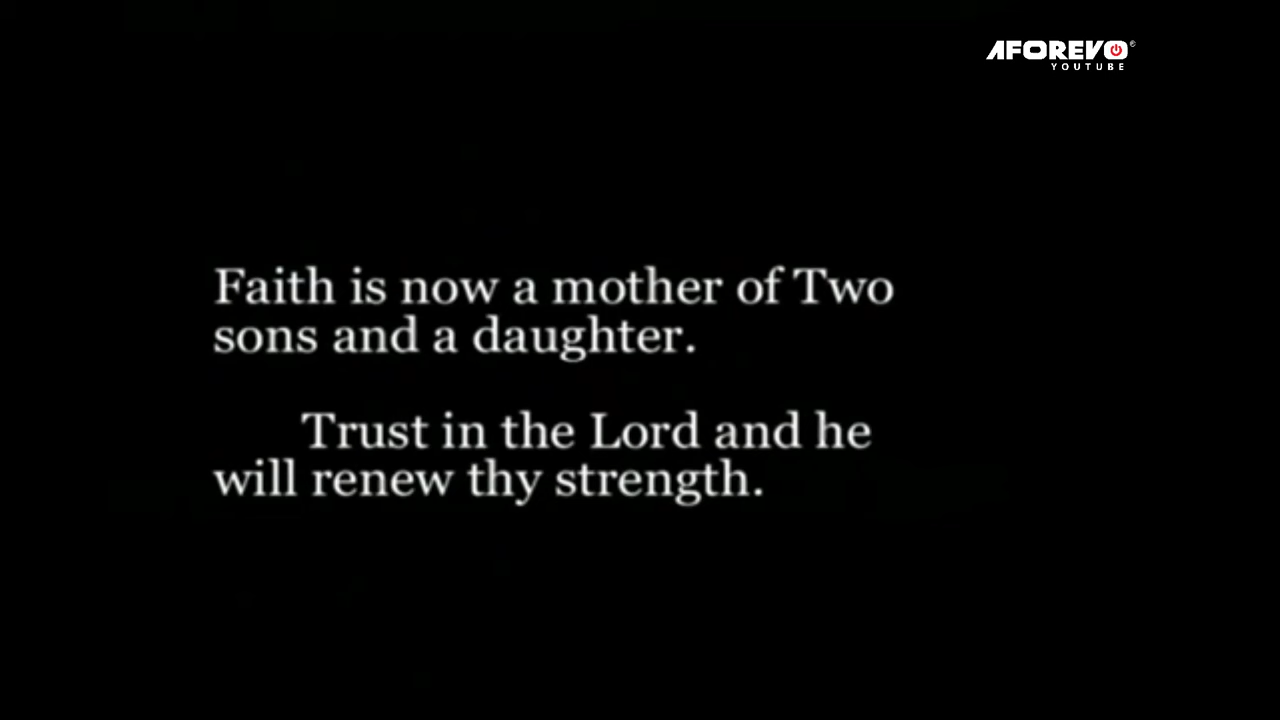 AFOREVO
YOUTUBE
Faith is now a mother of Two
sons and a daughter.
Trust in the Lord and he
will renew thy strength.